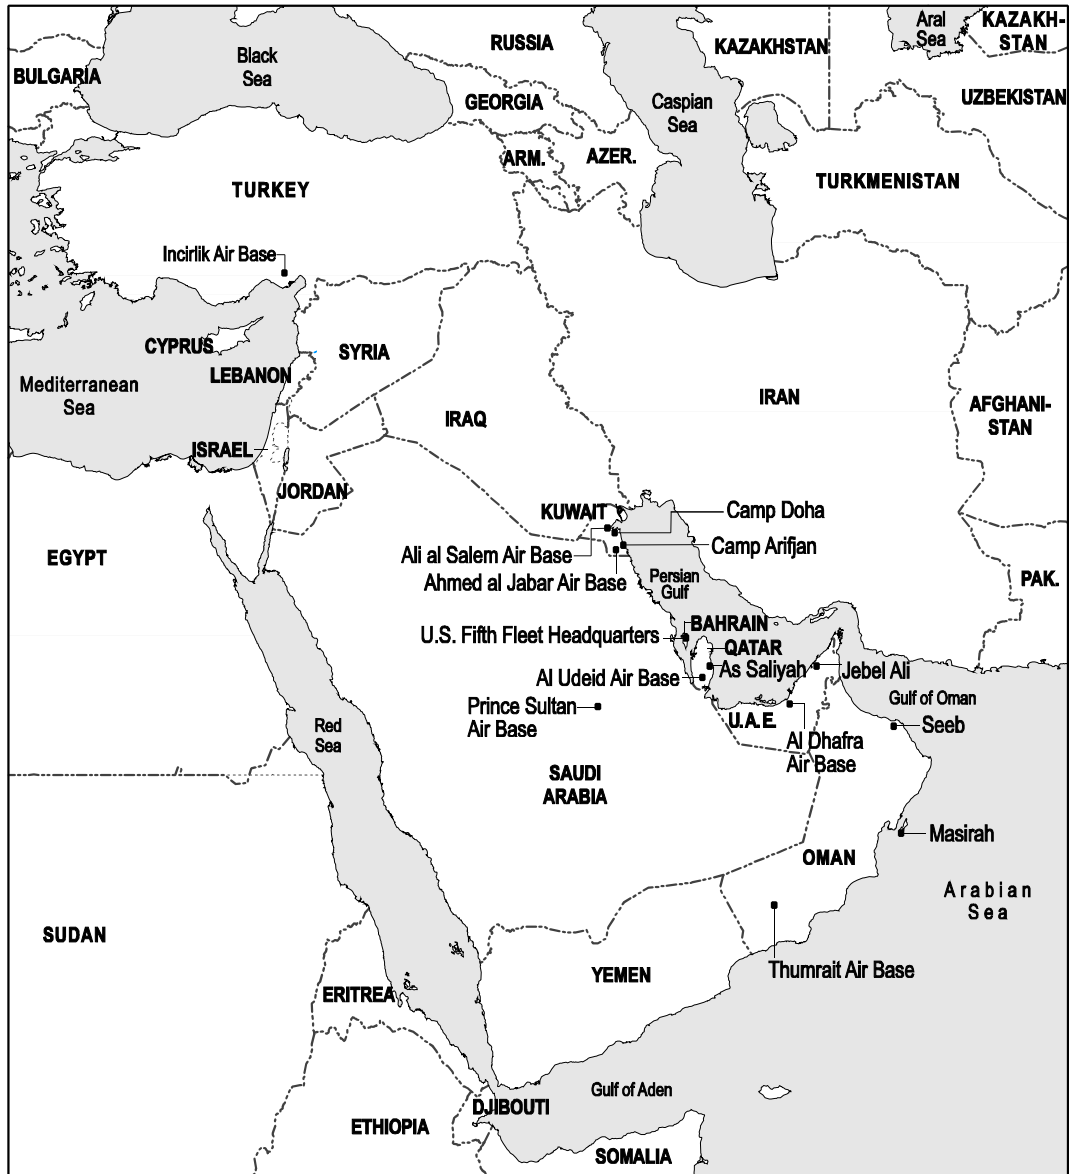 Aral
Sea
KAZAKH-
STAN
RUSSIA
KAZAKHSTAN
Black
Sea
BULGARIA
UZBEKISTAN
GEORGIA
Caspian
Sea
ARM.
AZER.
TURKMENISTAN
TURKEY
Incirlik Air Base
CYPRUS
SYRIA
LEBANON
Mediterranean
Sea
IRAN
AFGHANI-
STAN
IRAQ
ISRAEL
JORDAN
KUWAIT
Camp Doha
Camp Arifjan
Ali al Salem Air Base
EGYPT
Ahmed al Jabar Air Base
Persian
Gulf
PAK.
BAHRAIN
U.S. Fifth Fleet Headquarters
QATAR
As Saliyah
Jebel Ali
Al Udeid Air Base
Gulf of Oman
Prince Sultan
Air Base
U.A.E.
Seeb
Red
Sea
Al Dhafra
Air Base
SAUDI
ARABIA
Masirah
OMAN
Arabian
Sea
SUDAN
YEMEN
Thumrait Air Base
ERITREA
Gulf of Aden
DJIBOUTI
ETHIOPIA
SOMALIA